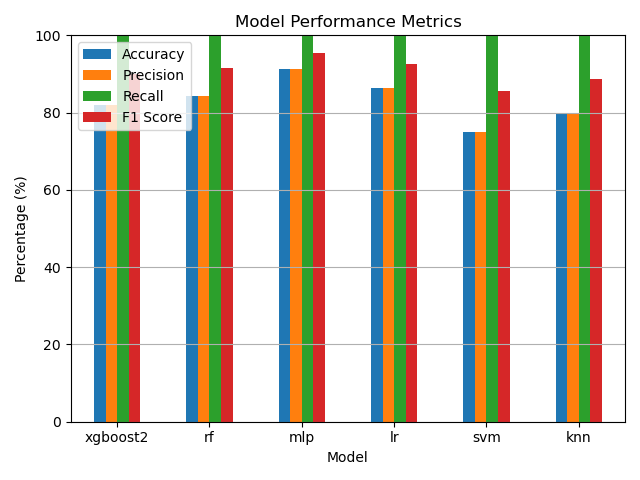 Model Performance Metrics
100
80
60
40
20
0
Percentage (%)
Accuracy
Precision
Recall
F1 Score
xgboost2 rf mlp lr svm knn
Model